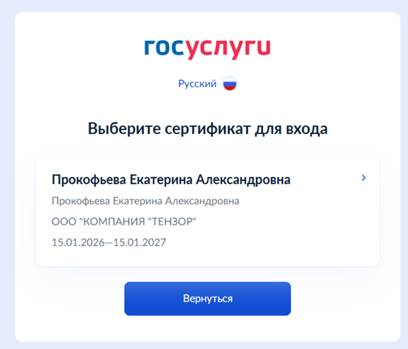 госуслуги
Русский
Выберите сертификат для входа
Прокофьева Екатерина Александровна
Прокофьева Екатерина Александровна
ООО "КОМПАНИЯ "ТЕНЗОР"
15.01.2026—15.01.2027
Вернуться